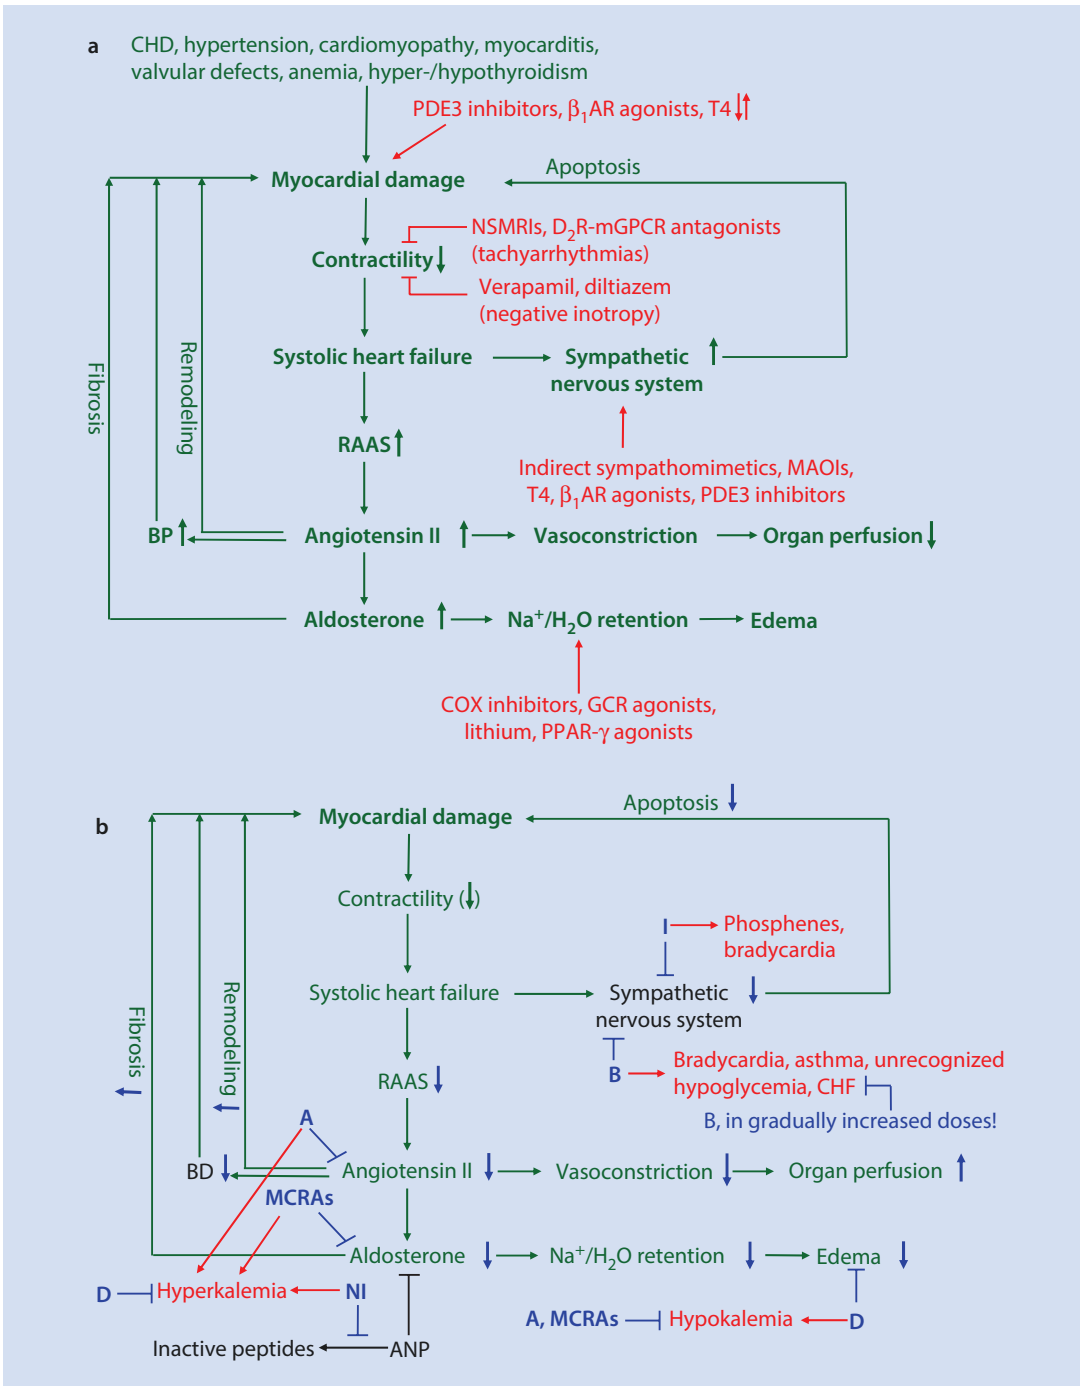 a
CHD, hypertension, cardiomyopathy, myocarditis,
valvular defects, anemia, hyper-/hypothyroidism
PDE3 inhibitors, β₁AR agonists, T4↓↑
Apoptosis
Myocardial damage
NSMRIs, D₂R-mGPCR antagonists
(tachyarrhythmias)
Contractility ↓
Verapamil, diltiazem
(negative inotropy)
Systolic heart failure
Sympathetic ↑
nervous system
Fibrosis
Remodeling
RAAS ↑
Indirect sympathomimetics, MAOIs,
T4, β₁AR agonists, PDE3 inhibitors
BP ↑
Angiotensin II ↑
Vasoconstriction
Organ perfusion ↓
Aldosterone ↑
Na⁺/H₂O retention
Edema
COX inhibitors, GCR agonists,
lithium, PPAR-γ agonists
b
Apoptosis ↓
Myocardial damage
Contractility (↓)
I
Phosphenes,
bradycardia
Systolic heart failure
Sympathetic ↓
nervous system
Fibrosis
Remodeling
RAAS ↓
B
Bradycardia, asthma, unrecognized
hypoglycemia, CHF
B, in gradually increased doses!
A
BD ↓
Angiotensin II ↓
Vasoconstriction ↓
Organ perfusion ↑
MCRAs
Aldosterone ↓
Na⁺/H₂O retention ↓
Edema ↓
D
Hyperkalemia
NI
A, MCRAs
Hypokalemia
D
Inactive peptides
ANP